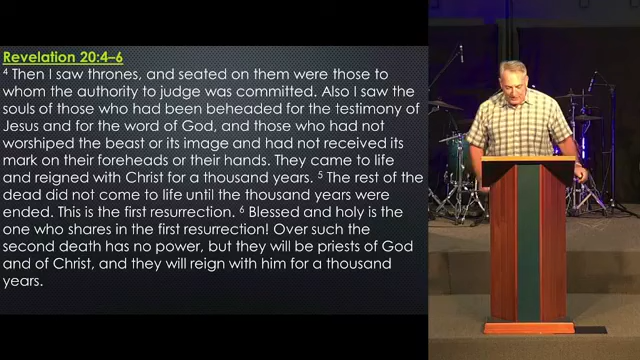 Revelation 20:4–6
⁴ Then I saw thrones, and seated on them were those to
whom the authority to judge was committed. Also I saw the
souls of those who had been beheaded for the testimony of
Jesus and for the word of God, and those who had not
worshiped the beast or its image and had not received its
mark on their foreheads or their hands. They came to life
and reigned with Christ for a thousand years. ⁵ The rest of the
dead did not come to life until the thousand years were
ended. This is the first resurrection. ⁶ Blessed and holy is the
one who shares in the first resurrection! Over such the
second death has no power, but they will be priests of God
and of Christ, and they will reign with him for a thousand
years.